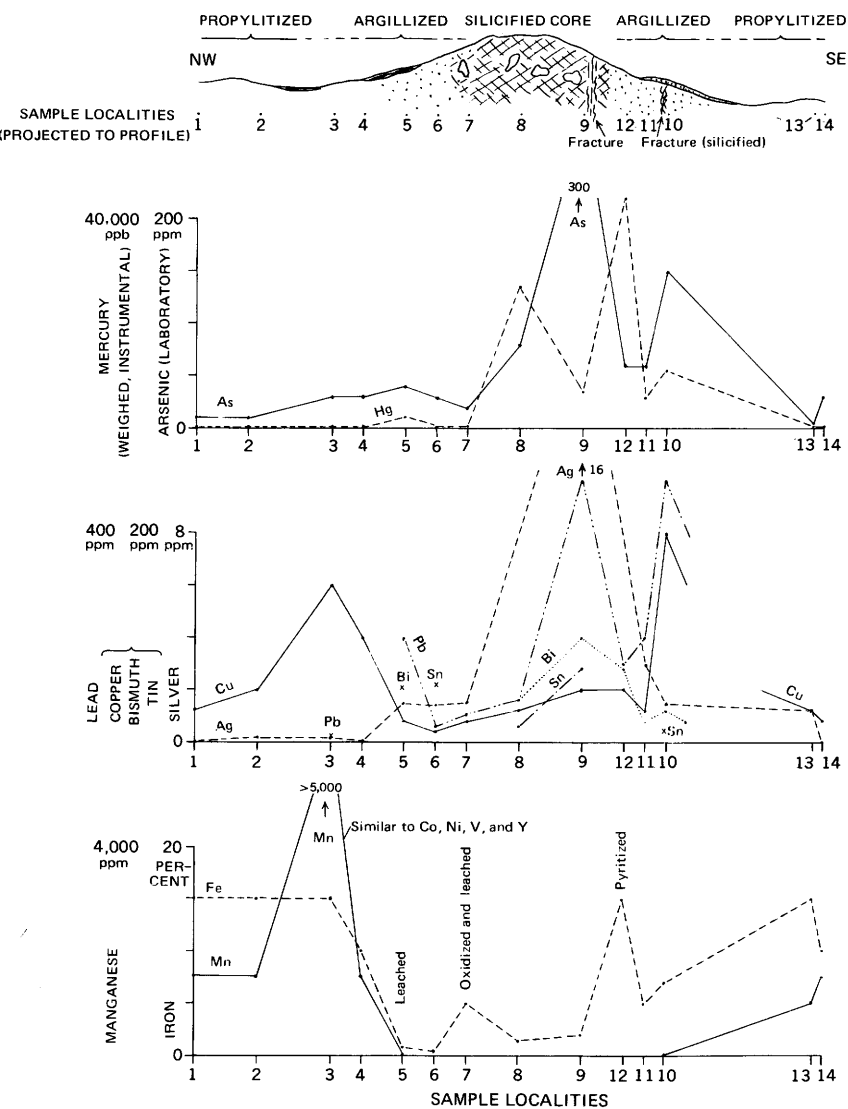 PROPYLITIZED ARGILLIZED SILICIFIED CORE ARGILLIZED PROPYLITIZED
NW SE
SAMPLE LOCALITIES
(PROJECTED TO PROFILE)
1 2 3 4 5 6 7 8 9 12 11 10 13 14
Fracture Fracture (silicified)
300
As
40,000 200
ppb ppm
MERCURY
(WEIGHED, INSTRUMENTAL)
ARSENIC (LABORATORY)
As
Hg
0
1 2 3 4 5 6 7 8 9 12 11 10 13 14
Ag 16
400 200 8
ppm ppm ppm
LEAD
COPPER
BISMUTH
TIN
SILVER
Cu
Ag
Pb
Pb
Bi
Sn
Bi
Sn
Sn
Cu
0
1 2 3 4 5 6 7 8 9 12 11 10 13 14
>5,000
Mn
Similar to Co, Ni, V, and Y
4,000 20
ppm PER-
CENT
MANGANESE
IRON
Fe
Mn
Leached
Oxidized and leached
Pyritized
0
1 2 3 4 5 6 7 8 9 12 11 10 13 14
SAMPLE LOCALITIES